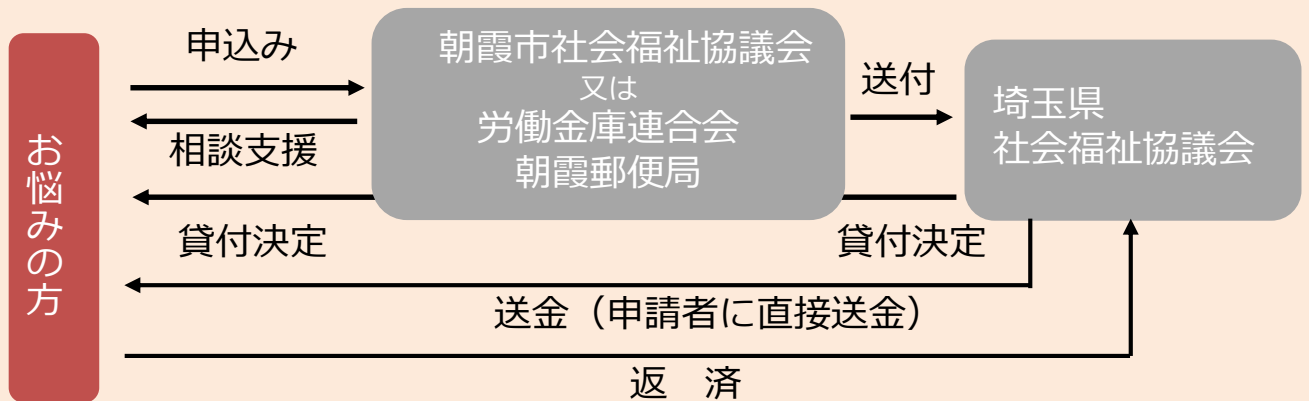 お悩みの方
申込み
相談支援
朝霞市社会福祉協議会
又は
労働金庫連合会
朝霞郵便局
送付
埼玉県
社会福祉協議会
貸付決定
貸付決定
送金（申請者に直接送金）
返　済